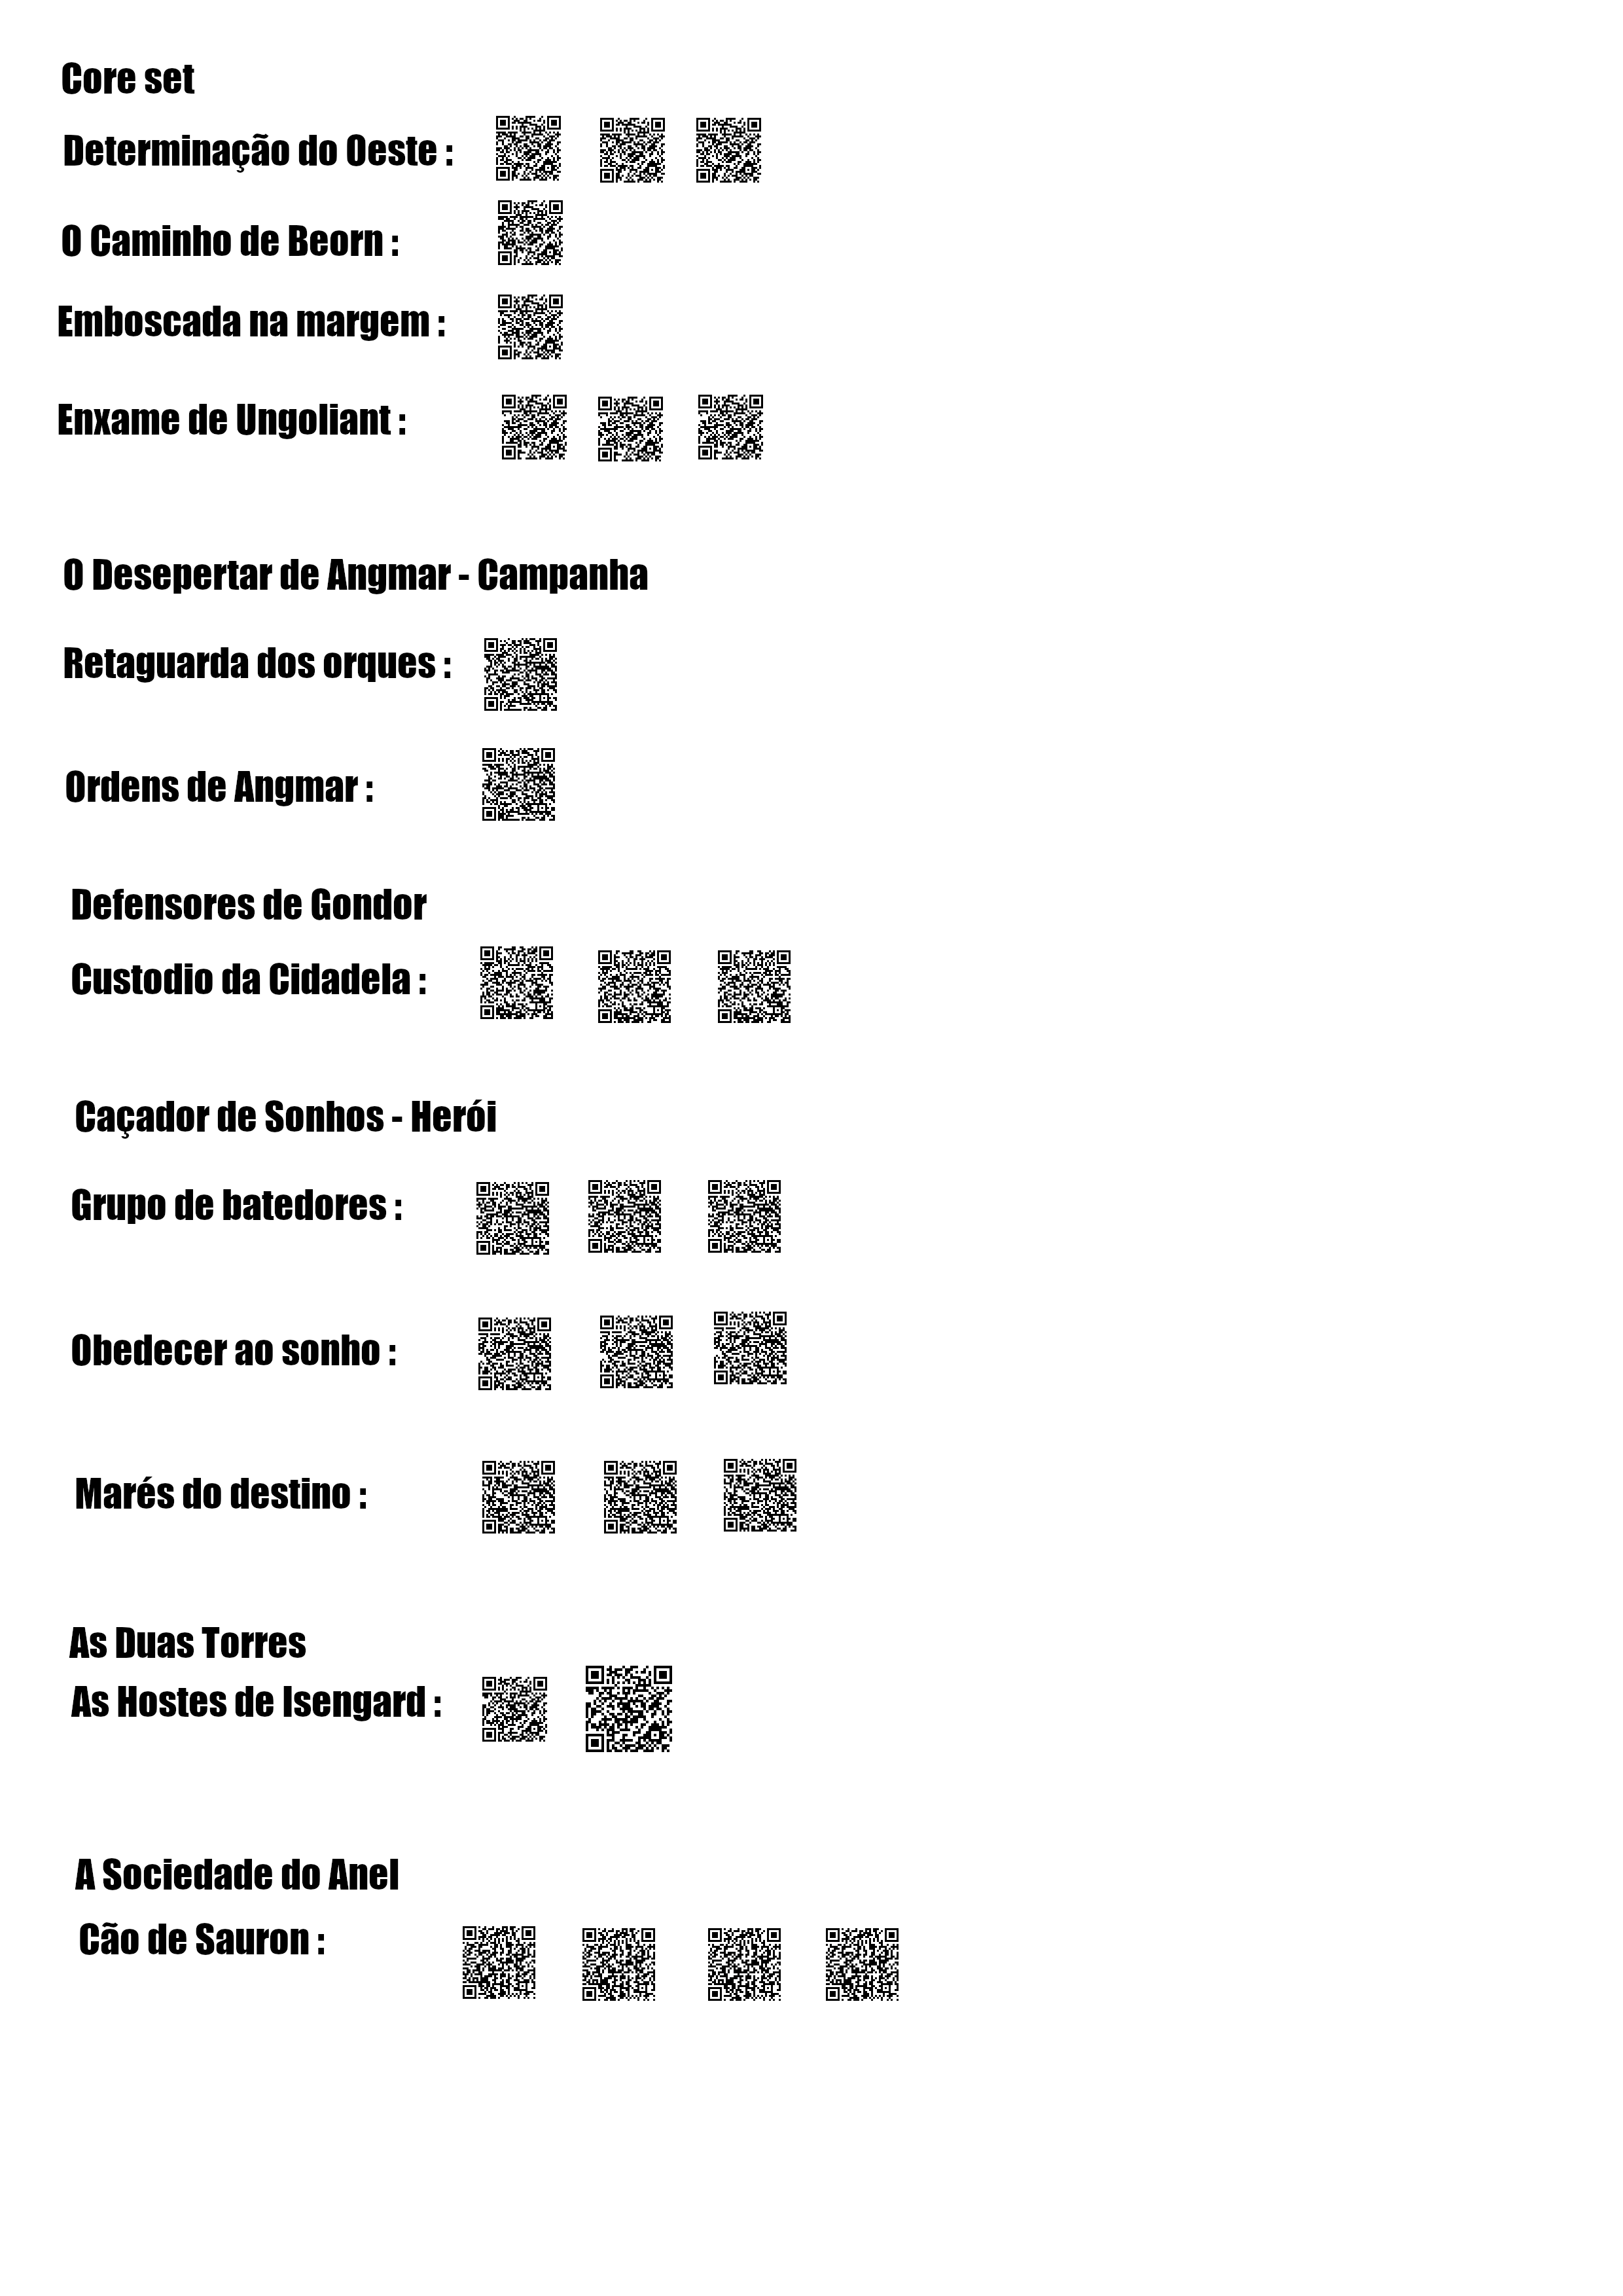 Core set
Determinação do Oeste :
O Caminho de Beorn :
Emboscada na margem :
Enxame de Ungoliant :
O Desepertar de Angmar - Campanha
Retaguarda dos orques :
Ordens de Angmar :
Defensores de Gondor
Custodio da Cidadela :
Caçador de Sonhos - Herói
Grupo de batedores :
Obedecer ao sonho :
Marés do destino :
As Duas Torres
As Hostes de Isengard :
A Sociedade do Anel
Cão de Sauron :